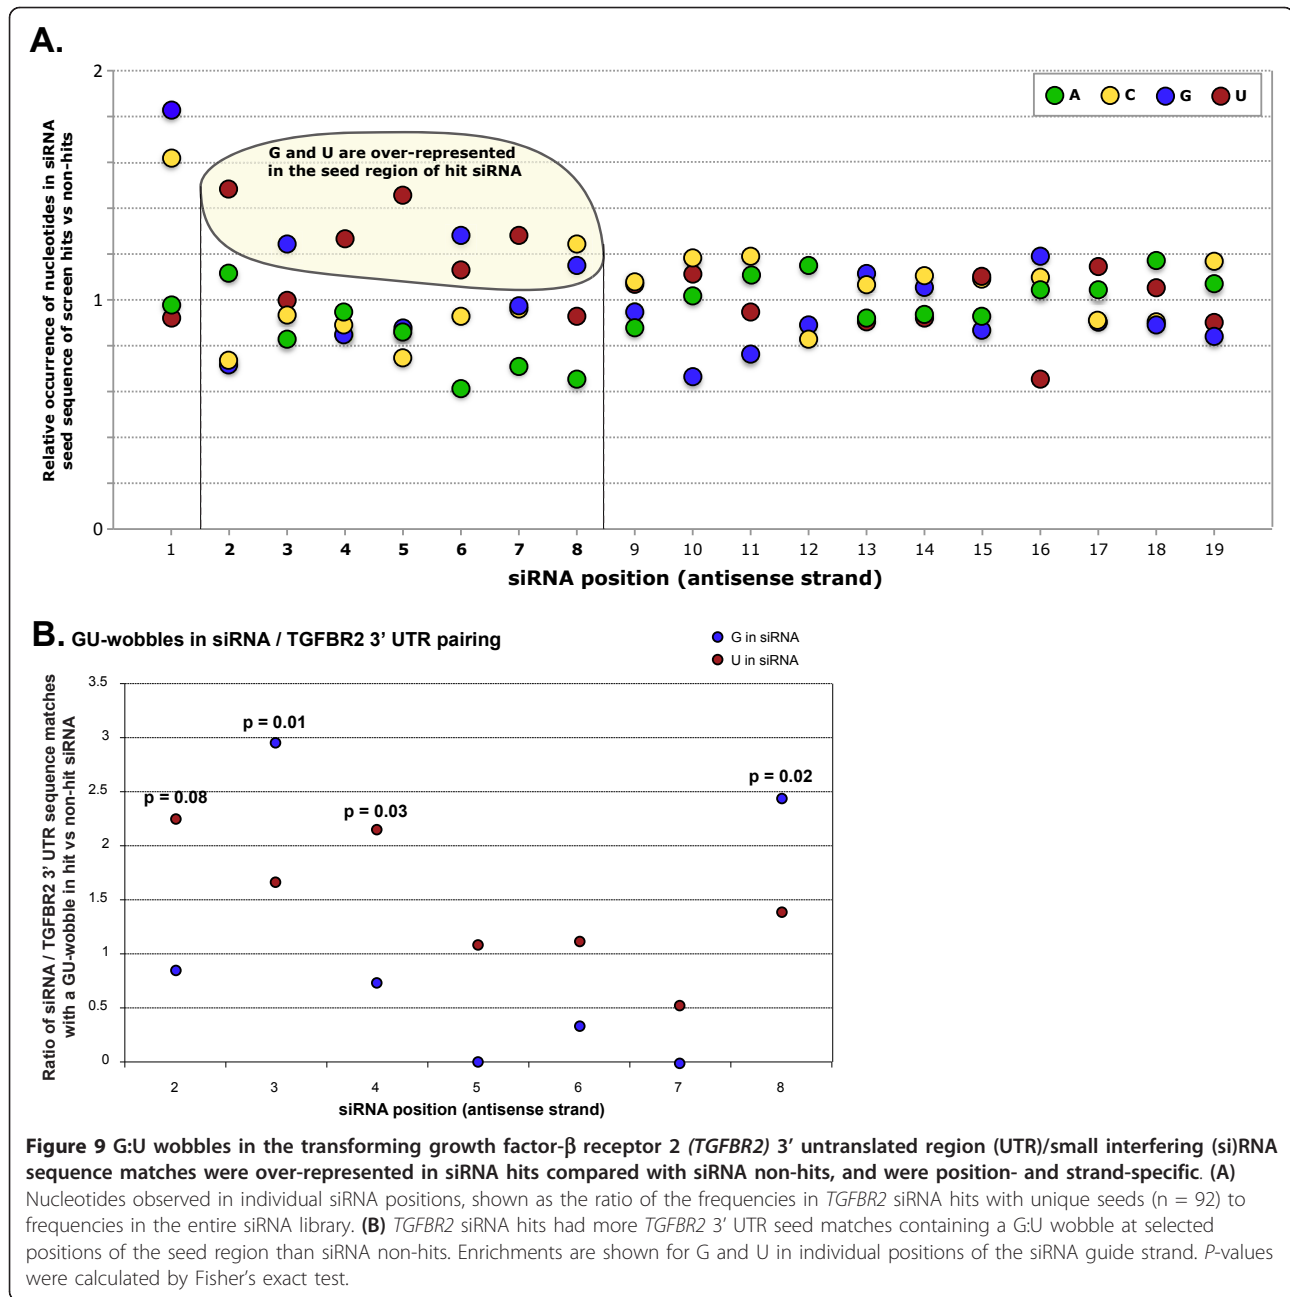 A.
Relative occurrence of nucleotides in siRNA
seed sequence of screen hits vs non-hits
2
1
0
A C G U
G and U are over-represented
in the seed region of hit siRNA
1 2 3 4 5 6 7 8 9 10 11 12 13 14 15 16 17 18 19
siRNA position (antisense strand)
B. GU-wobbles in siRNA / TGFBR2 3' UTR pairing
G in siRNA
U in siRNA
Ratio of siRNA / TGFBR2 3' UTR sequence matches
with a GU-wobble in hit vs non-hit siRNA
3.5
3
2.5
2
1.5
1
0.5
0
p = 0.08
p = 0.01
p = 0.03
p = 0.02
2 3 4 5 6 7 8
siRNA position (antisense strand)
Figure 9 G:U wobbles in the transforming growth factor-β receptor 2 (TGFBR2) 3' untranslated region (UTR)/small interfering (si)RNA
sequence matches were over-represented in siRNA hits compared with siRNA non-hits, and were position- and strand-specific. (A)
Nucleotides observed in individual siRNA positions, shown as the ratio of the frequencies in TGFBR2 siRNA hits with unique seeds (n = 92) to
frequencies in the entire siRNA library. (B) TGFBR2 siRNA hits had more TGFBR2 3' UTR seed matches containing a G:U wobble at selected
positions of the seed region than siRNA non-hits. Enrichments are shown for G and U in individual positions of the siRNA guide strand. P-values
were calculated by Fisher's exact test.